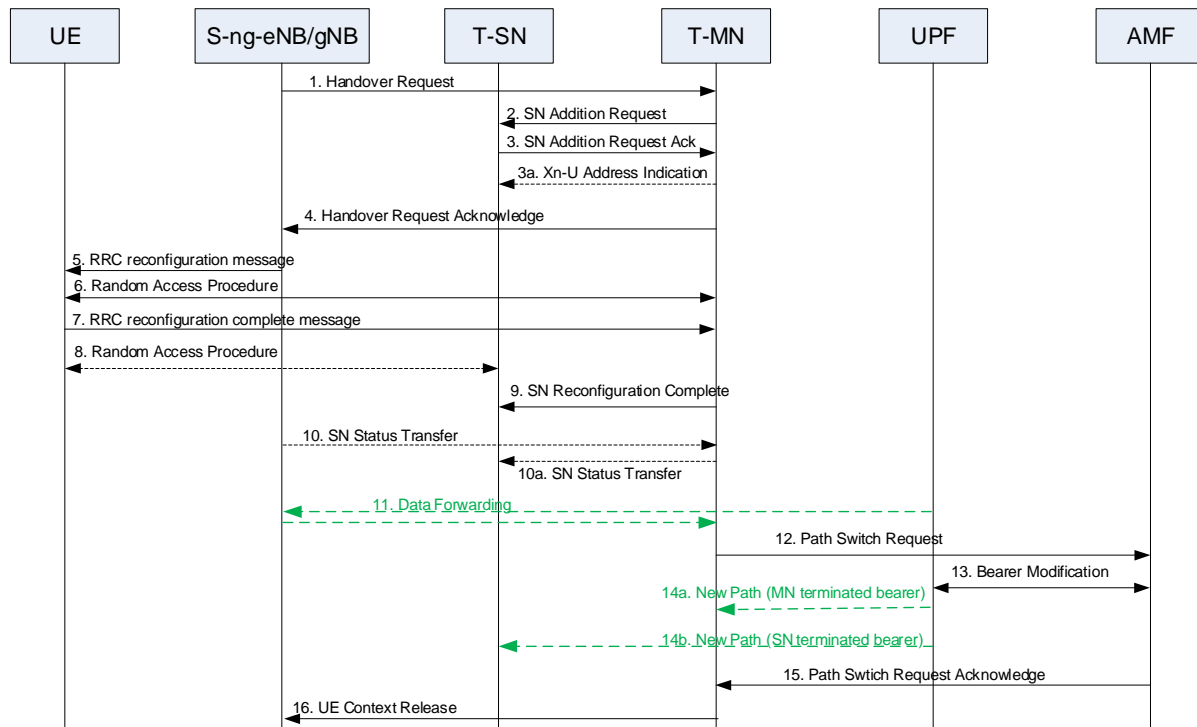 UE S-ng-eNB/gNB T-SN T-MN UPF AMF
1. Handover Request
2. SN Addition Request
3. SN Addition Request Ack
3a. Xn-U Address Indication
4. Handover Request Acknowledge
5. RRC reconfiguration message
6. Random Access Procedure
7. RRC reconfiguration complete message
8. Random Access Procedure
9. SN Reconfiguration Complete
10. SN Status Transfer
10a. SN Status Transfer
11. Data Forwarding
12. Path Switch Request
13. Bearer Modification
14a. New Path (MN terminated bearer)
14b. New Path (SN terminated bearer)
15. Path Swtich Request Acknowledge
16. UE Context Release